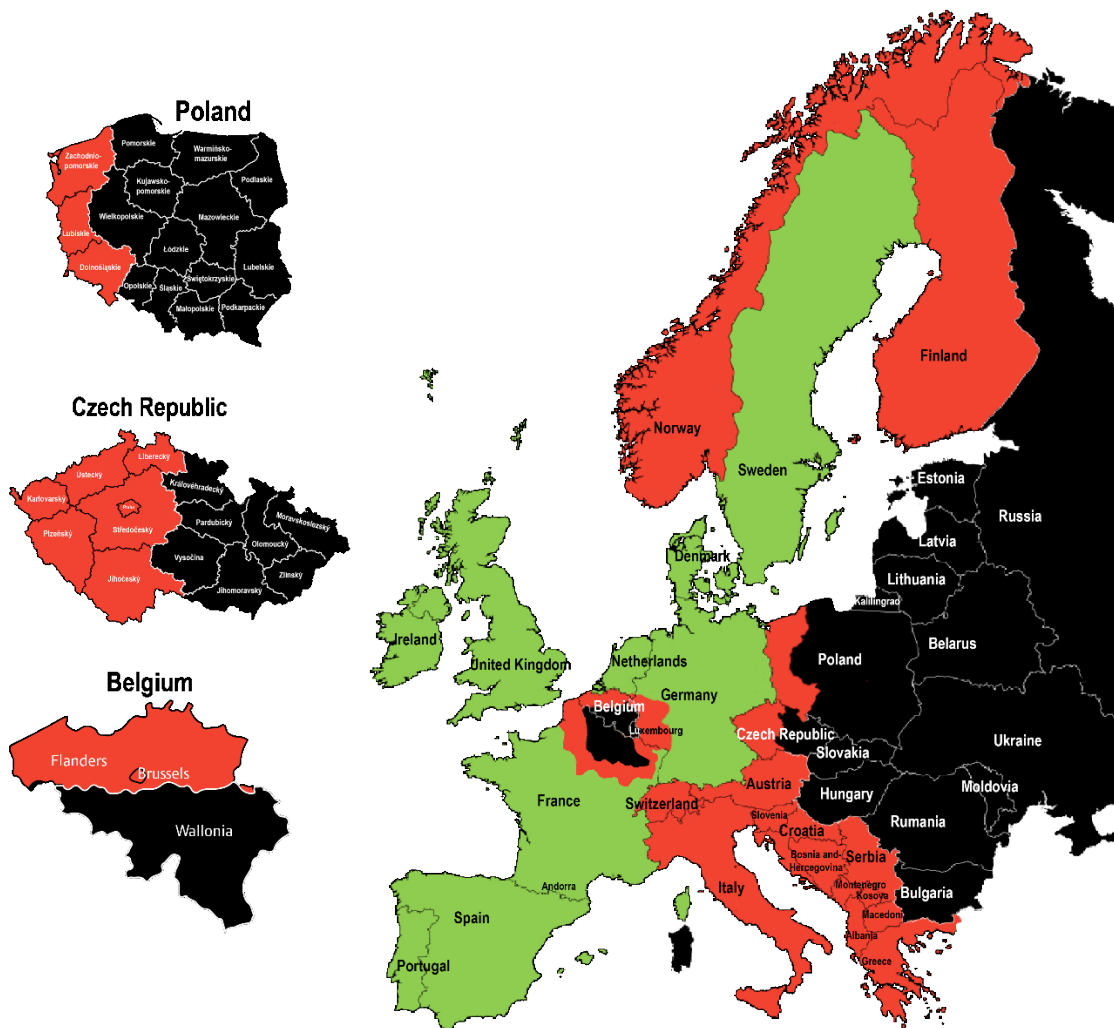 Poland
Zachodnio-
pomorskie
Pomorskie
Warmińsko-
mazurskie
Podlaskie
Kujawsko-
pomorskie
Wielkopolskie
Mazowieckie
Lubiskie
Łódzkie
Dolnośląskie
Lubelskie
Opolskie
Śląskie
Świętokrzyskie
Małopolskie
Podkarpackie
Czech Republic
Liberecký
Ústecký
Karlovarský
Královéhradecký
Plzeňský
Středočeský
Pardubický
Moravskoslezský
Olomoucký
Vysočina
Zlínský
Jihočeský
Jihomoravský
Belgium
Flanders
Brussels
Wallonia
Finland
Norway
Sweden
Estonia
Russia
Latvia
Denmark
Lithuania
Kalilingrad
Ireland
Belarus
United Kingdom
Netherlands
Poland
Germany
Belgium
Luxembourg
Czech Republic
Slovakia
Ukraine
Austria
Hungary
Moldovia
France
Switzerland
Slovenia
Croatia
Rumania
Bosnia and-
Hercegovina
Serbia
Andorra
Italy
Montenegro
Kosova
Bulgaria
Macedoni
Spain
Albanja
Portugal
Greece